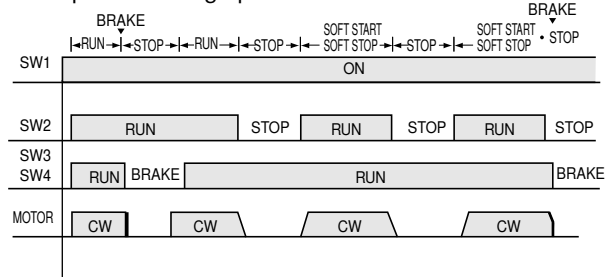 BRAKE
BRAKE
RUN STOP RUN STOP SOFT START SOFT STOP STOP SOFT START SOFT STOP • STOP
SW1 ON
SW2 RUN STOP RUN STOP RUN STOP
SW3
SW4 RUN BRAKE RUN BRAKE
MOTOR CW CW CW CW